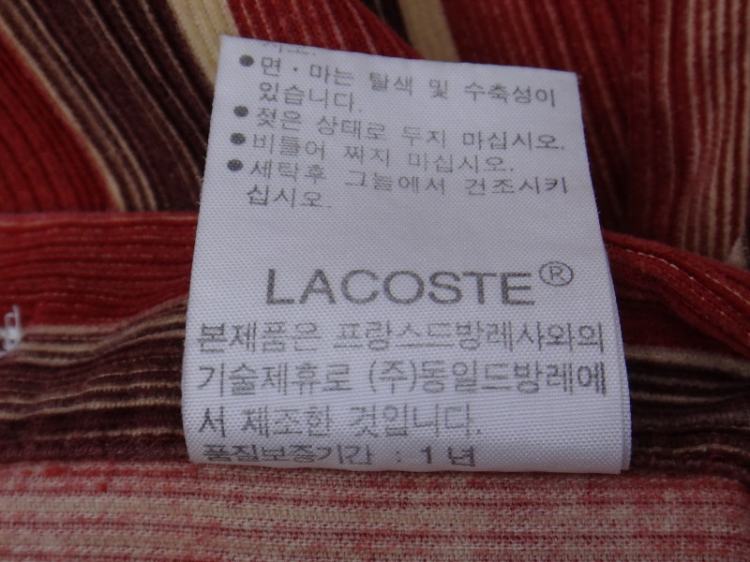 ● 면·마는 탈색 및 수축성이
있습니다.
● 젖은 상태로 두지 마십시오.
● 비틀어 짜지 마십시오.
● 세탁후 그늘에서 건조시키
십시오.
LACOSTE®
본제품은 프랑스드방레사와의
기술제휴로 (주)동일드방레에
서 제조한 것입니다.
품질보증기간 : 1 년